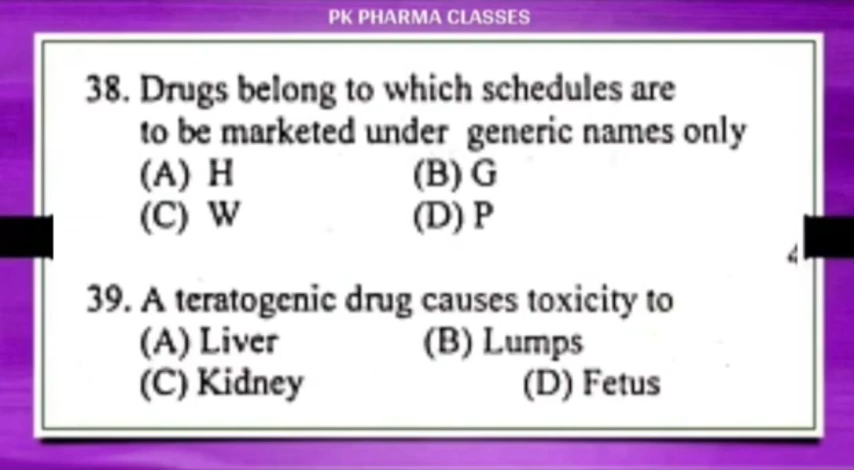 PK PHARMA CLASSES
38. Drugs belong to which schedules are
to be marketed under generic names only
(A) H (B) G
(C) W (D) P
39. A teratogenic drug causes toxicity to
(A) Liver (B) Lumps
(C) Kidney (D) Fetus